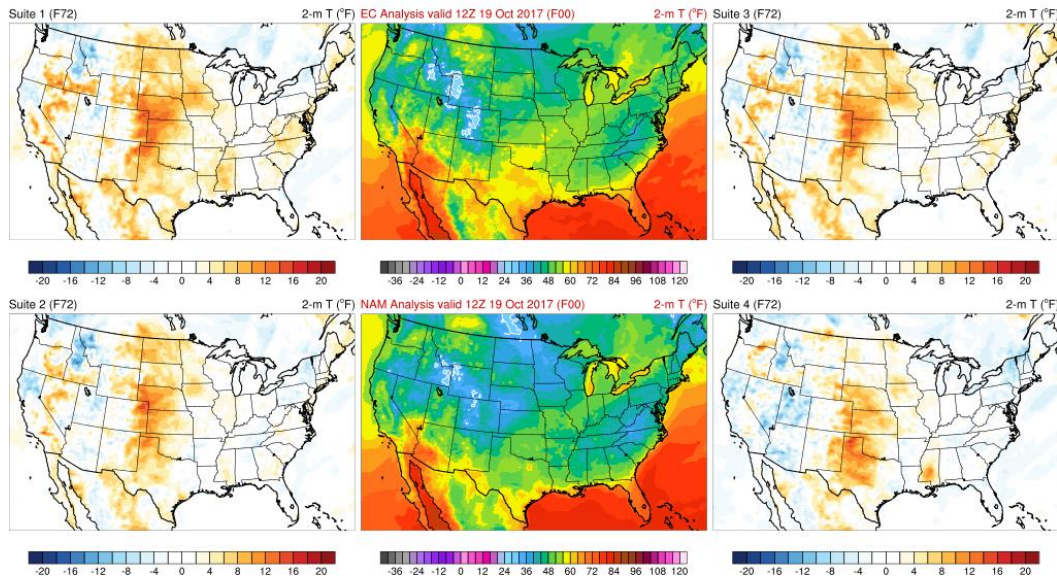 Suite 1 (F72) 2-m T (°F)
EC Analysis valid 12Z 19 Oct 2017 (F00) 2-m T (°F)
Suite 3 (F72) 2-m T (°F)
-20 -16 -12 -8 -4 0 4 8 12 16 20
-36 -24 -12 0 12 24 36 48 60 72 84 96 108 120
-20 -16 -12 -8 -4 0 4 8 12 16 20
Suite 2 (F72) 2-m T (°F)
NAM Analysis valid 12Z 19 Oct 2017 (F00) 2-m T (°F)
Suite 4 (F72) 2-m T (°F)
-20 -16 -12 -8 -4 0 4 8 12 16 20
-36 -24 -12 0 12 24 36 48 60 72 84 96 108 120
-20 -16 -12 -8 -4 0 4 8 12 16 20